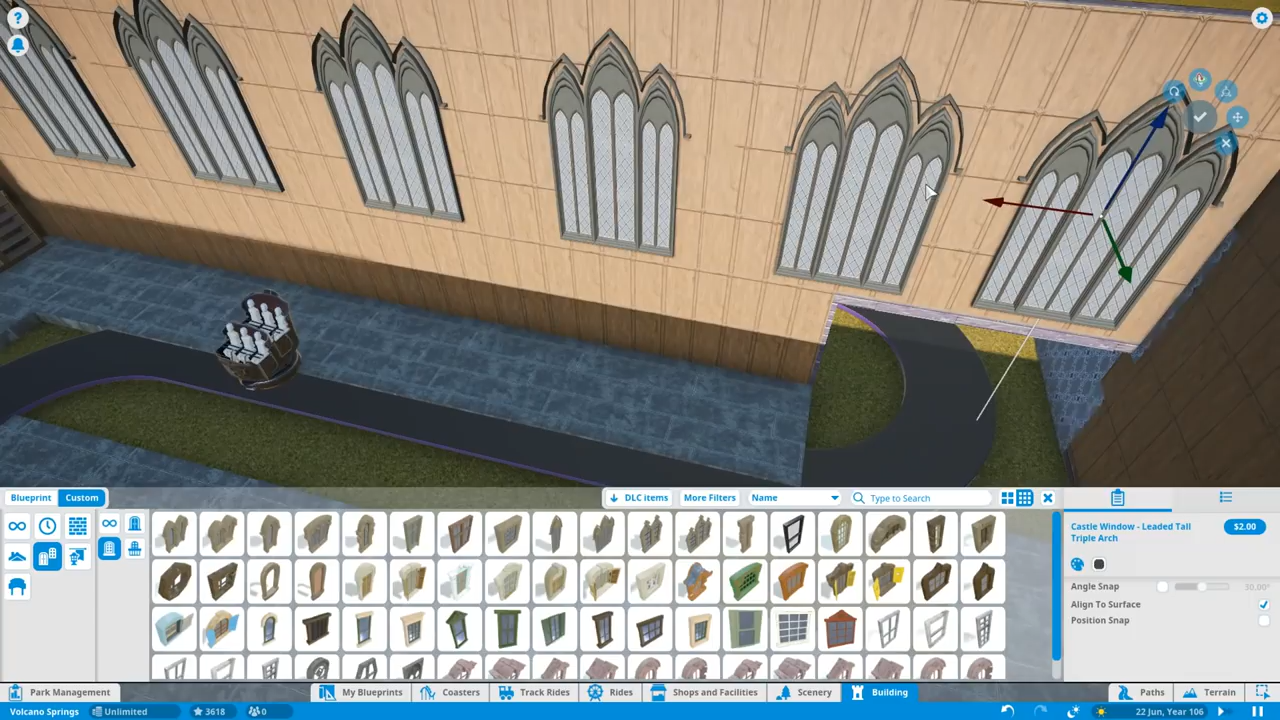 ?
Blueprint
Custom
DLC items
More Filters
Name
Type to Search
Castle Window - Leaded Tall
Triple Arch
$2.00
Angle Snap
30.00°
Align To Surface
Position Snap
Park Management
My Blueprints
Coasters
Track Rides
Rides
Shops and Facilities
Scenery
Building
Paths
Terrain
Volcano Springs
Unlimited
3618
0
22 Jun, Year 106